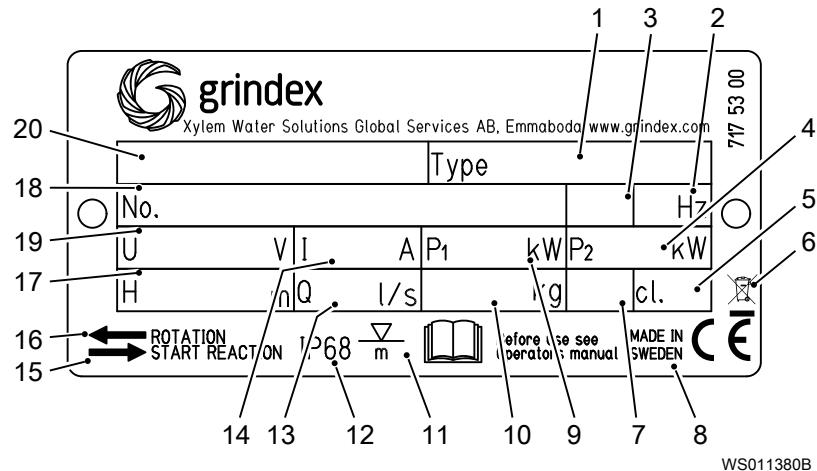 1 3 2
grindex
Xylem Water Solutions Global Services AB, Emmaboda www.grindex.com
717 53 00
20 4
Type
18
No. Hz 5
19
U V I A P1 kW P2 kW 6
17
H m Q l/s kg cl.
16 ROTATION
START REACTION IP68 m Before use see operators manual MADE IN SWEDEN CE
15
14 13 12 11 10 9 7 8
WS011380B